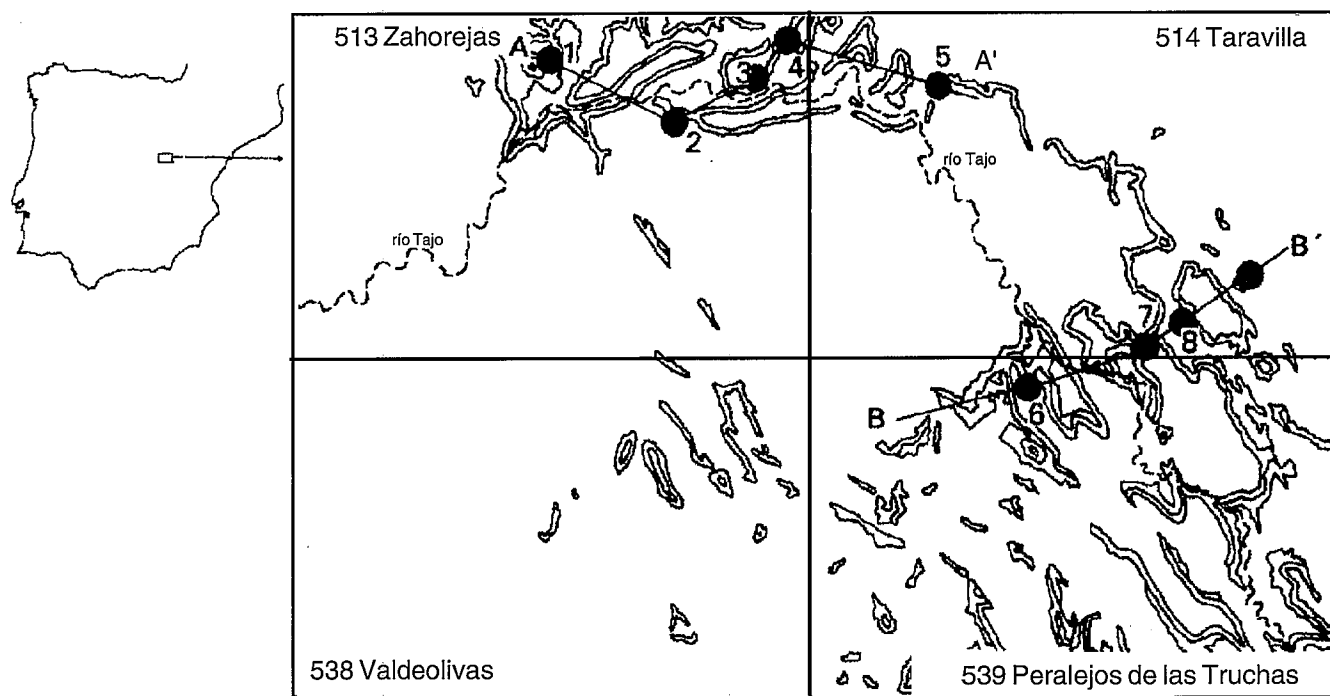 513 Zahorejas
514 Taravilla
A
1
2
3
4
5
A'
río Tajo
río Tajo
B´
7
8
B
6
538 Valdeolivas
539 Peralejos de las Truchas